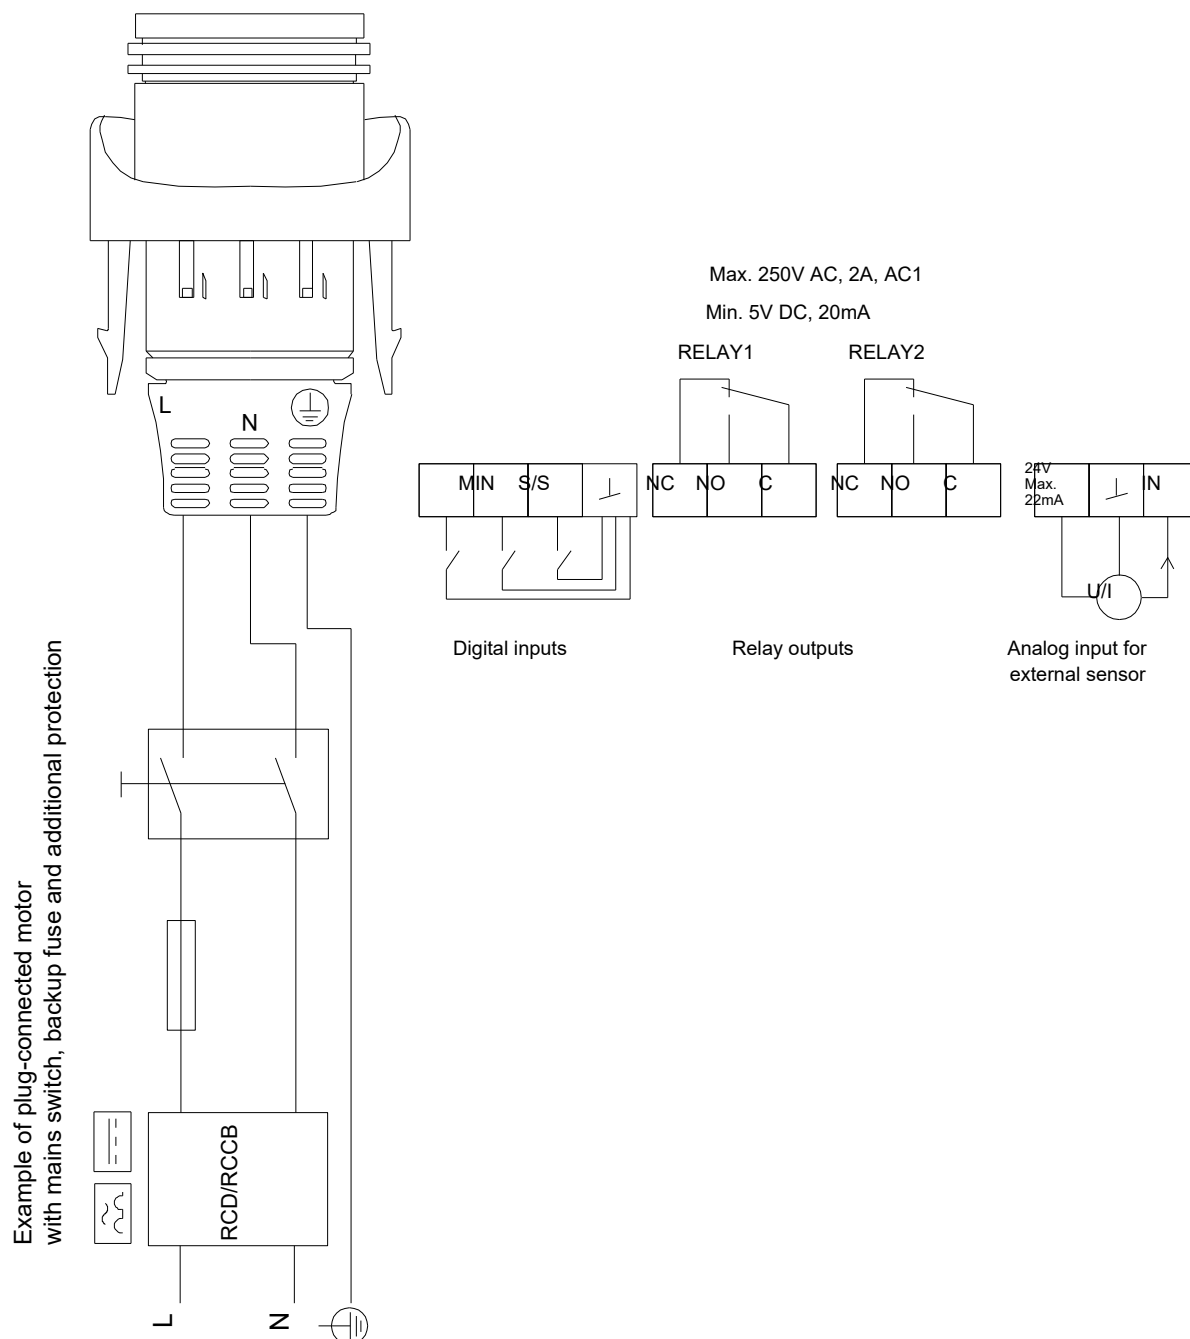 Max. 250V AC, 2A, AC1
Min. 5V DC, 20mA
RELAY1 RELAY2
L
N
MIN S/S NC NO C NC NO C 24V Max. 22mA IN
U/I
Digital inputs Relay outputs Analog input for
external sensor
Example of plug-connected motor
with mains switch, backup fuse and additional protection
RCD/RCCB
L N